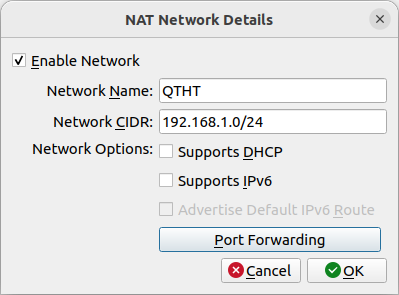 NAT Network Details
Enable Network
Network Name: QTHT
Network CIDR: 192.168.1.0/24
Network Options: Supports DHCP
Supports IPv6
Advertise Default IPv6 Route
Port Forwarding
Cancel OK